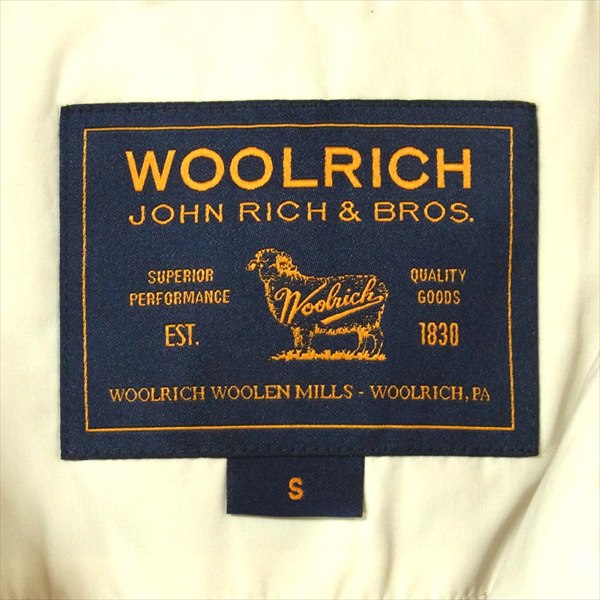 WOOLRICH
JOHN RICH & BROS.
SUPERIOR
PERFORMANCE
EST.
Woolrich
QUALITY
GOODS
1830
WOOLRICH WOOLEN MILLS - WOOLRICH, PA
S